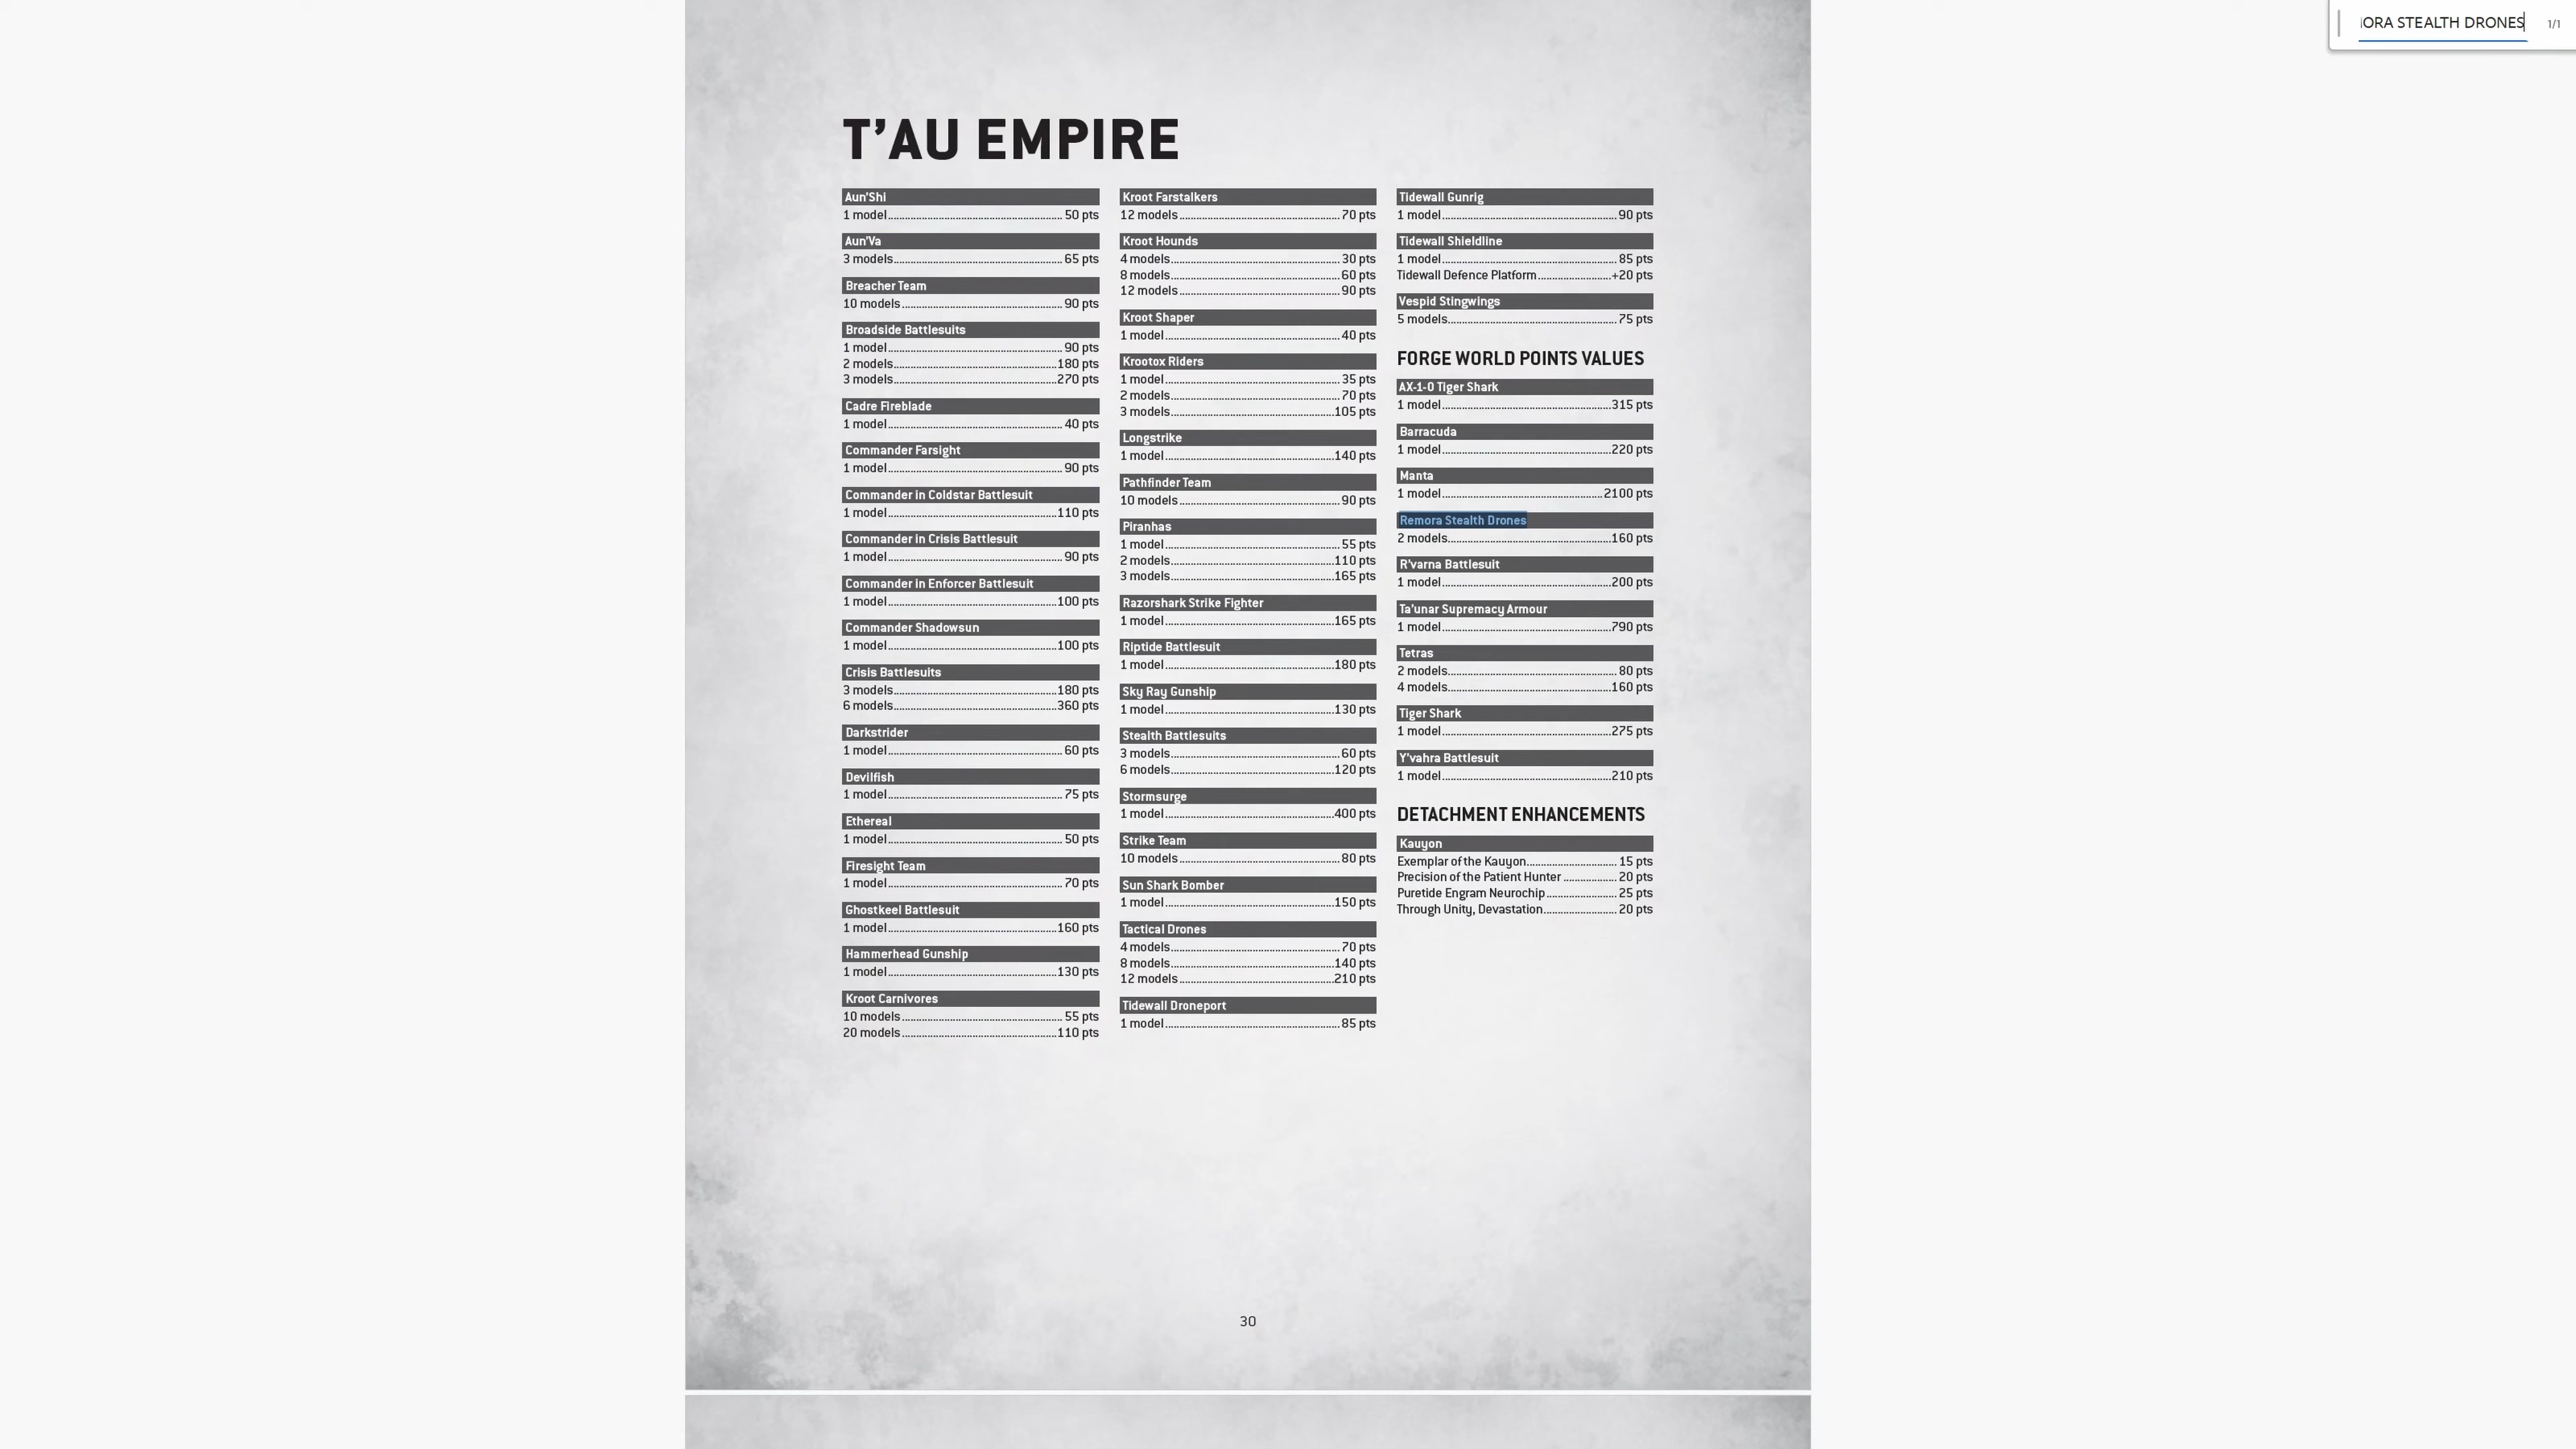 ORA STEALTH DRONES
1/1
T'AU EMPIRE
Aun'Shi
1 model 50 pts
Aun'Va
3 models 65 pts
Breacher Team
10 models 90 pts
Broadside Battlesuits
1 model 90 pts
2 models 180 pts
3 models 270 pts
Cadre Fireblade
1 model 40 pts
Commander Farsight
1 model 90 pts
Commander in Coldstar Battlesuit
1 model 110 pts
Commander in Crisis Battlesuit
1 model 90 pts
Commander in Enforcer Battlesuit
1 model 100 pts
Commander Shadowsun
1 model 100 pts
Crisis Battlesuits
3 models 180 pts
6 models 360 pts
Darkstrider
1 model 60 pts
Devilfish
1 model 75 pts
Ethereal
1 model 50 pts
Firesight Team
1 model 70 pts
Ghostkeel Battlesuit
1 model 160 pts
Hammerhead Gunship
1 model 130 pts
Kroot Carnivores
10 models 55 pts
20 models 110 pts
Kroot Farstalkers
12 models 70 pts
Kroot Hounds
4 models 30 pts
8 models 60 pts
12 models 90 pts
Kroot Shaper
1 model 40 pts
Krootox Riders
1 model 35 pts
2 models 70 pts
3 models 105 pts
Longstrike
1 model 140 pts
Pathfinder Team
10 models 90 pts
Piranhas
1 model 55 pts
2 models 110 pts
3 models 165 pts
Razorshark Strike Fighter
1 model 165 pts
Riptide Battlesuit
1 model 180 pts
Sky Ray Gunship
1 model 130 pts
Stealth Battlesuits
3 models 60 pts
6 models 120 pts
Stormsurge
1 model 400 pts
Strike Team
10 models 80 pts
Sun Shark Bomber
1 model 150 pts
Tactical Drones
4 models 70 pts
8 models 140 pts
12 models 210 pts
Tidewall Droneport
1 model 85 pts
Tidewall Gunrig
1 model 90 pts
Tidewall Shieldline
1 model 85 pts
Tidewall Defence Platform +20 pts
Vespid Stingwings
5 models 75 pts
FORGE WORLD POINTS VALUES
AX-1-0 Tiger Shark
1 model 315 pts
Barracuda
1 model 220 pts
Manta
1 model 2100 pts
Remora Stealth Drones
2 models 160 pts
R'varna Battlesuit
1 model 200 pts
Ta'unar Supremacy Armour
1 model 790 pts
Tetras
2 models 80 pts
4 models 160 pts
Tiger Shark
1 model 275 pts
Y'vahra Battlesuit
1 model 210 pts
DETACHMENT ENHANCEMENTS
Kauyon
Exemplar of the Kauyon 15 pts
Precision of the Patient Hunter 20 pts
Puretide Engram Neurochip 25 pts
Through Unity, Devastation 20 pts
30